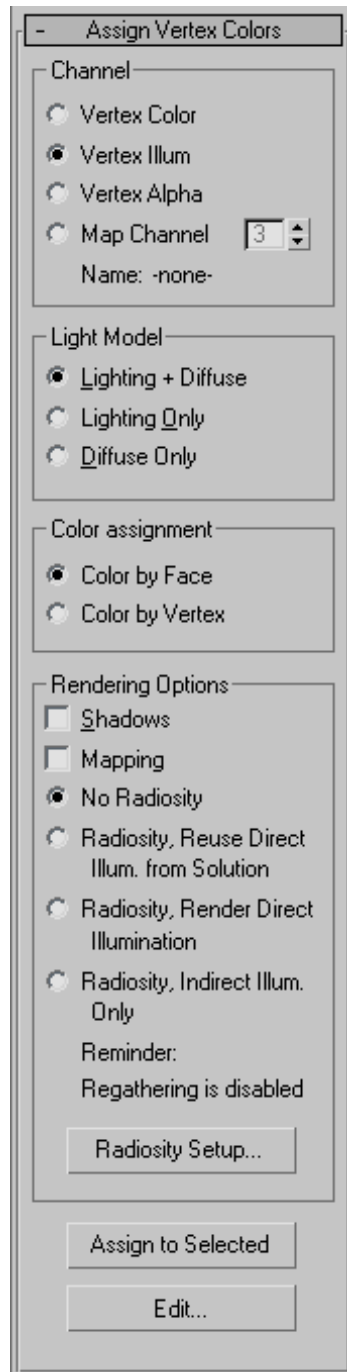 - Assign Vertex Colors
Channel
Vertex Color
Vertex Illum
Vertex Alpha
Map Channel 3
Name: -none-
Light Model
Lighting + Diffuse
Lighting Only
Diffuse Only
Color assignment
Color by Face
Color by Vertex
Rendering Options
Shadows
Mapping
No Radiosity
Radiosity, Reuse Direct
Illum. from Solution
Radiosity, Render Direct
Illumination
Radiosity, Indirect Illum.
Only
Reminder:
Regathering is disabled
Radiosity Setup...
Assign to Selected
Edit...